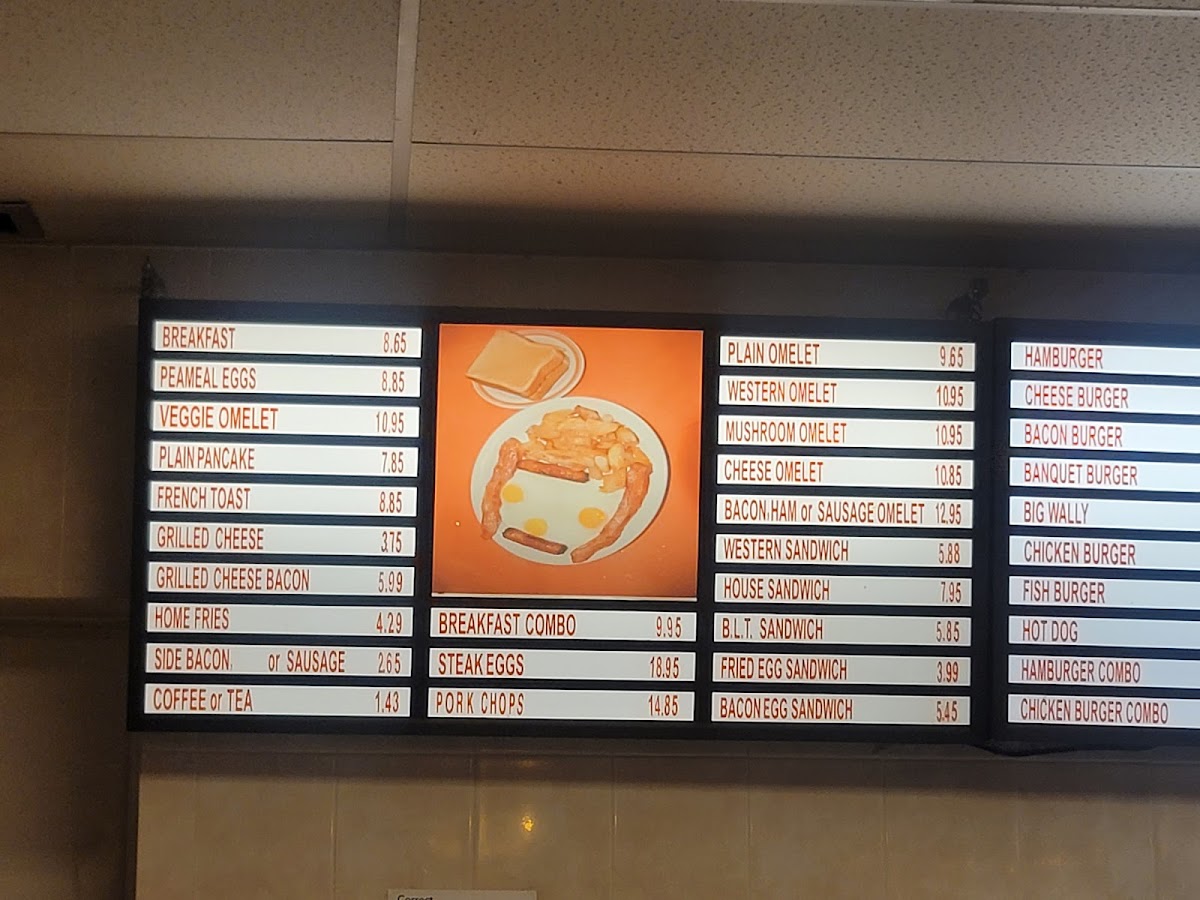 BREAKFAST 8.65
PEAMEAL EGGS 8.85
VEGGIE OMELET 10.95
PLAIN PANCAKE 7.85
FRENCH TOAST 8.85
GRILLED CHEESE 3.75
GRILLED CHEESE BACON 5.99
HOME FRIES 4.29
SIDE BACON, or SAUSAGE 2.65
COFFEE or TEA 1.43
BREAKFAST COMBO 9.95
STEAK EGGS 18.95
PORK CHOPS 14.85
PLAIN OMELET 9.65
WESTERN OMELET 10.95
MUSHROOM OMELET 10.95
CHEESE OMELET 10.85
BACON, HAM or SAUSAGE OMELET 12.95
WESTERN SANDWICH 5.88
HOUSE SANDWICH 7.95
B.L.T. SANDWICH 5.85
FRIED EGG SANDWICH 3.99
BACON EGG SANDWICH 5.45
HAMBURGER
CHEESE BURGER
BACON BURGER
BANQUET BURGER
BIG WALLY
CHICKEN BURGER
FISH BURGER
HOT DOG
HAMBURGER COMBO
CHICKEN BURGER COMBO